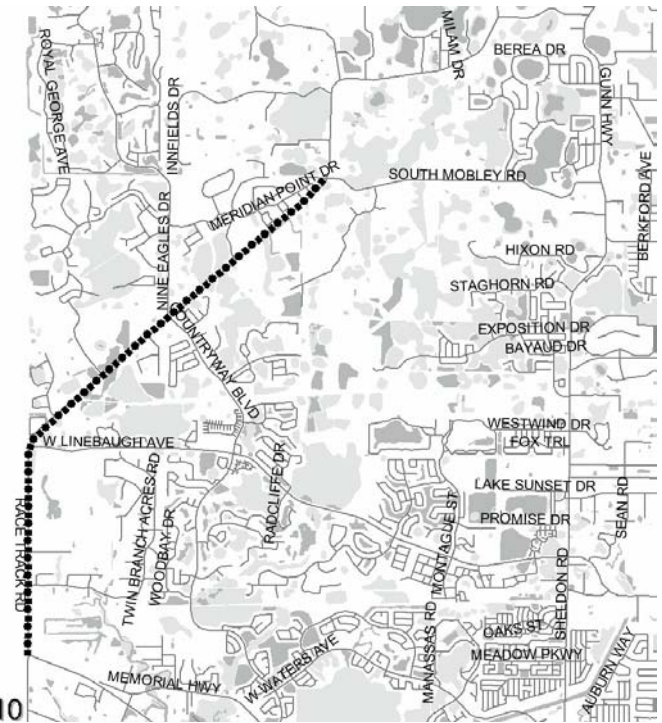 MILAM DR
ROYAL GEORGE AVE
BEREA DR
GUNN HWY
INNFIELDS DR
MERIDIAN POINT DR
SOUTH MOBLEY RD
BERKFORD AVE
NINE EAGLES DR
HIXON RD
STAGHORN RD
COUNTRYWAY BLVD
EXPOSITION DR
BAYAUD DR
W LINEBAUGH AVE
WESTWIND DR
FOX TRL
RADCLIFFE DR
LAKE SUNSET DR
SEAN RD
RACE TRACK RD
TWIN BRANCH ACRES RD
WOODBAY DR
MONTAGVE ST
PROMISE DR
SHELDON RD
OAKS ST
MANASSAS RD
MEADOW PKWY
AUBURN WAY
MEMORIAL HWY
W WATERS AVE
10